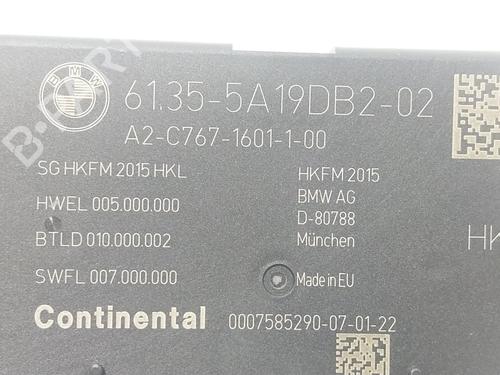 BMW
61.35-5A19DB2-02
A2-C767-1601-1-00
SG HKFM 2015 HKL
HWEL 005.000.000
BTLD 010.000.002
SWFL 007.000.000
HKFM 2015
BMW AG
D-80788
München
Made in EU
HK
Continental 0007585290-07-01-22
B-PART